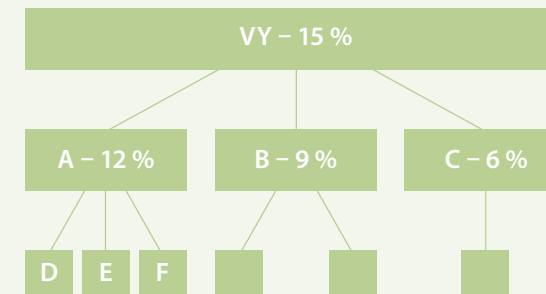 VY – 15 %
A – 12 %
B – 9 %
C – 6 %
D
E
F